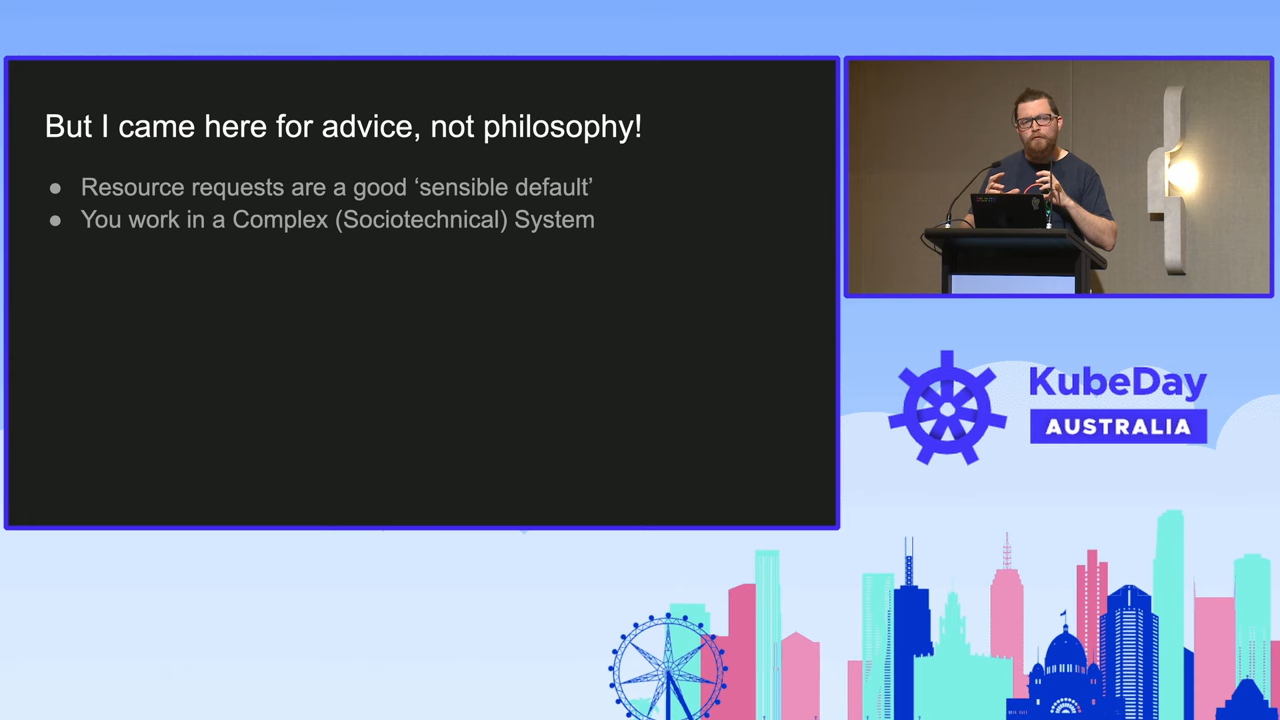 But I came here for advice, not philosophy!
● Resource requests are a good ‘sensible default’
● You work in a Complex (Sociotechnical) System
KubeDay
AUSTRALIA